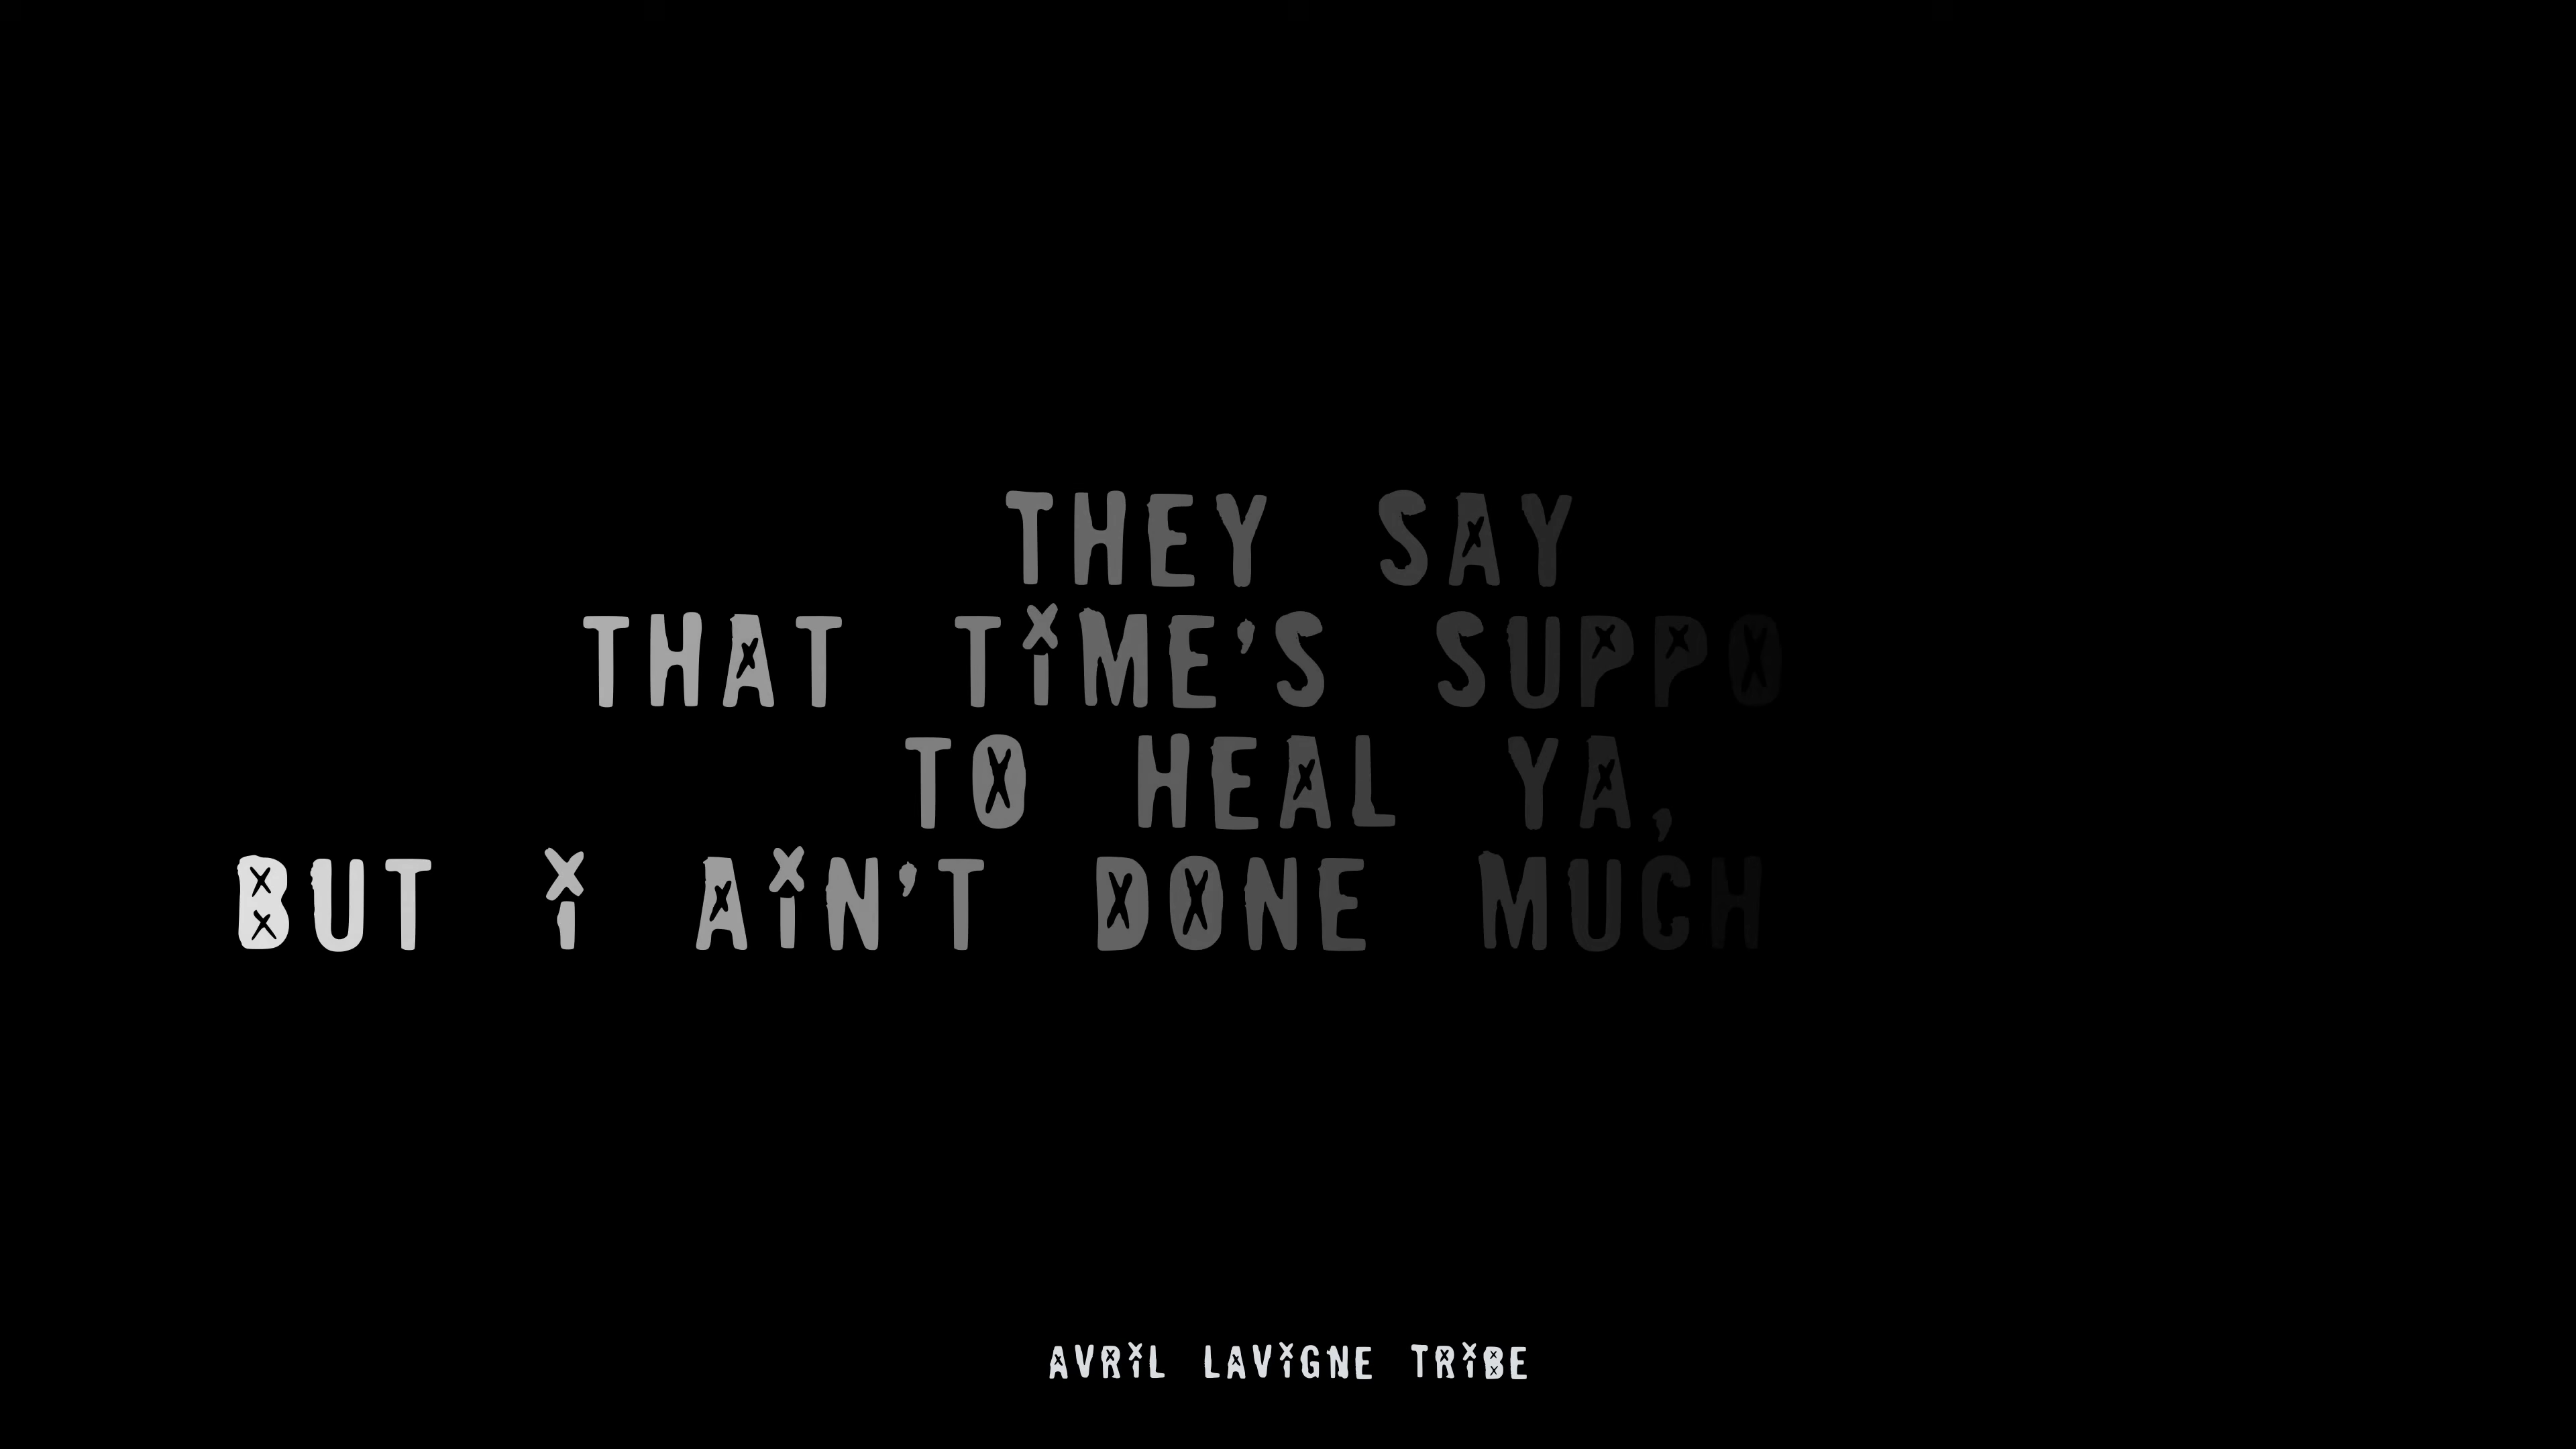 THEY SAY
THAT TiME'S SUPPO
TO HEAL YA,
BUT i AiN'T DONE MUCH
AVRiL LAViGNE TRiBE